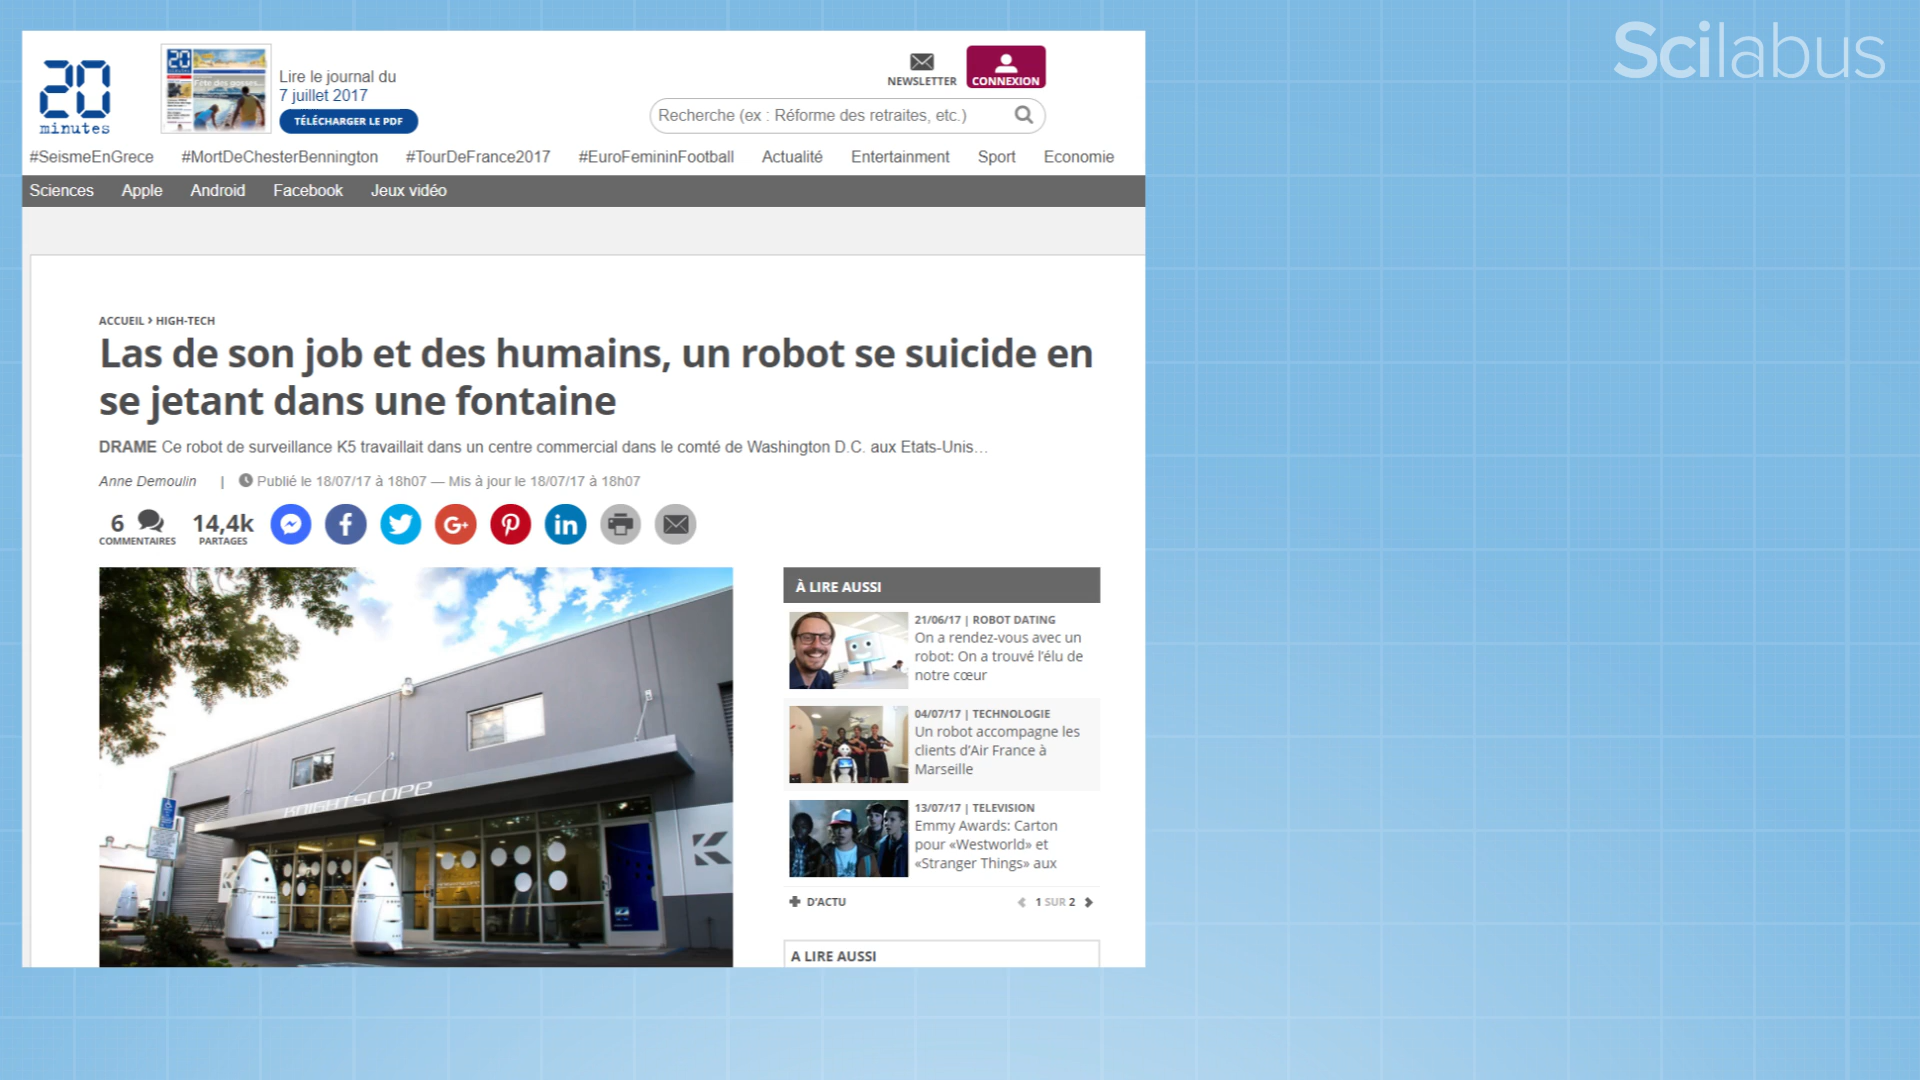 Scilabus
20
minutes
Lire le journal du
7 juillet 2017
TÉLÉCHARGER LE PDF
NEWSLETTER
CONNEXION
Recherche (ex : Réforme des retraites, etc.)
#SeismeEnGrece #MortDeChesterBennington #TourDeFrance2017 #EuroFemininFootball Actualité Entertainment Sport Economie
Sciences Apple Android Facebook Jeux vidéo
ACCUEIL › HIGH-TECH
Las de son job et des humains, un robot se suicide en
se jetant dans une fontaine
DRAME Ce robot de surveillance K5 travaillait dans un centre commercial dans le comté de Washington D.C. aux Etats-Unis…
Anne Demoulin | Publié le 18/07/17 à 18h07 — Mis à jour le 18/07/17 à 18h07
6
COMMENTAIRES
14,4k
PARTAGES
KNIGHTSCOPE
À LIRE AUSSI
21/06/17 | ROBOT DATING
On a rendez-vous avec un
robot: On a trouvé l'élu de
notre cœur
04/07/17 | TECHNOLOGIE
Un robot accompagne les
clients d'Air France à
Marseille
13/07/17 | TELEVISION
Emmy Awards: Carton
pour «Westworld» et
«Stranger Things» aux
D'ACTU
1 SUR 2
A LIRE AUSSI